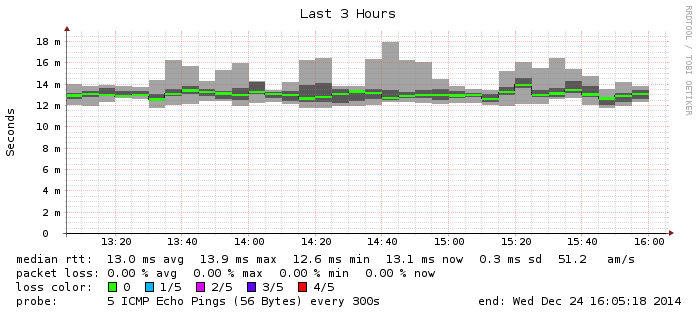 Last 3 Hours
RRDTOOL / TOBI OETIKER
Seconds
18 m
16 m
14 m
12 m
10 m
8 m
6 m
4 m
2 m
0
13:20 13:40 14:00 14:20 14:40 15:00 15:20 15:40 16:00
median rtt: 13.0 ms avg 13.9 ms max 12.6 ms min 13.1 ms now 0.3 ms sd 51.2 am/s
packet loss: 0.00 % avg 0.00 % max 0.00 % min 0.00 % now
loss color: 0 1/5 2/5 3/5 4/5
probe: 5 ICMP Echo Pings (56 Bytes) every 300s end: Wed Dec 24 16:05:18 2014